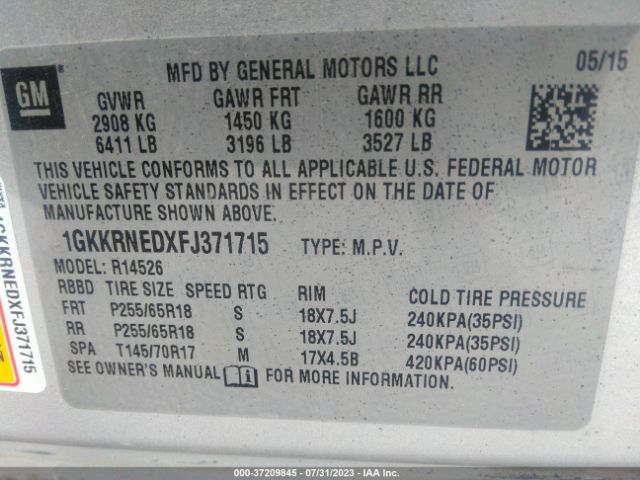 GM ®
MFD BY GENERAL MOTORS LLC 05/15
GVWR GAWR FRT GAWR RR
2908 KG 1450 KG 1600 KG
6411 LB 3196 LB 3527 LB
THIS VEHICLE CONFORMS TO ALL APPLICABLE U.S. FEDERAL MOTOR
VEHICLE SAFETY STANDARDS IN EFFECT ON THE DATE OF
MANUFACTURE SHOWN ABOVE.
1GKKRNEDXFJ371715 TYPE: M.P.V.
MODEL: R14526
RBBD TIRE SIZE SPEED RTG RIM COLD TIRE PRESSURE
FRT P255/65R18 S 18X7.5J 240KPA(35PSI)
RR P255/65R18 S 18X7.5J 240KPA(35PSI)
SPA T145/70R17 M 17X4.5B 420KPA(60PSI)
SEE OWNER'S MANUAL FOR MORE INFORMATION.
1GKKRNEDXFJ371715
000-37209845 - 07/31/2023 - IAA Inc.